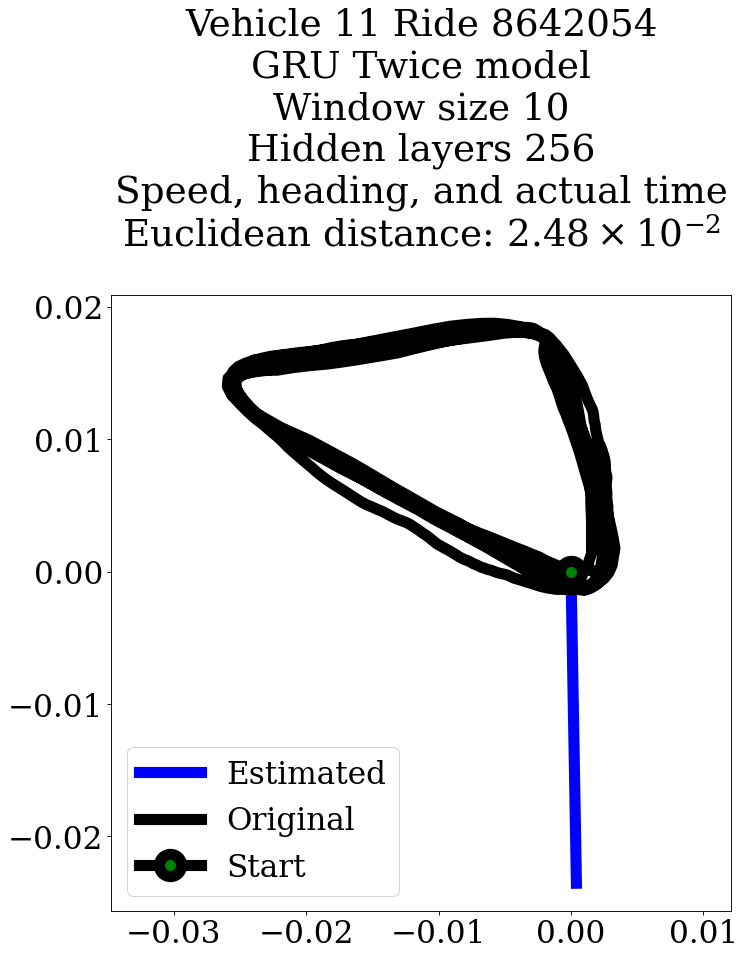 Vehicle 11 Ride 8642054
GRU Twice model
Window size 10
Hidden layers 256
Speed, heading, and actual time
Euclidean distance: 2.48 × 10⁻²
0.02
0.01
0.00
−0.01
−0.02
Estimated
Original
Start
−0.03 −0.02 −0.01 0.00 0.01